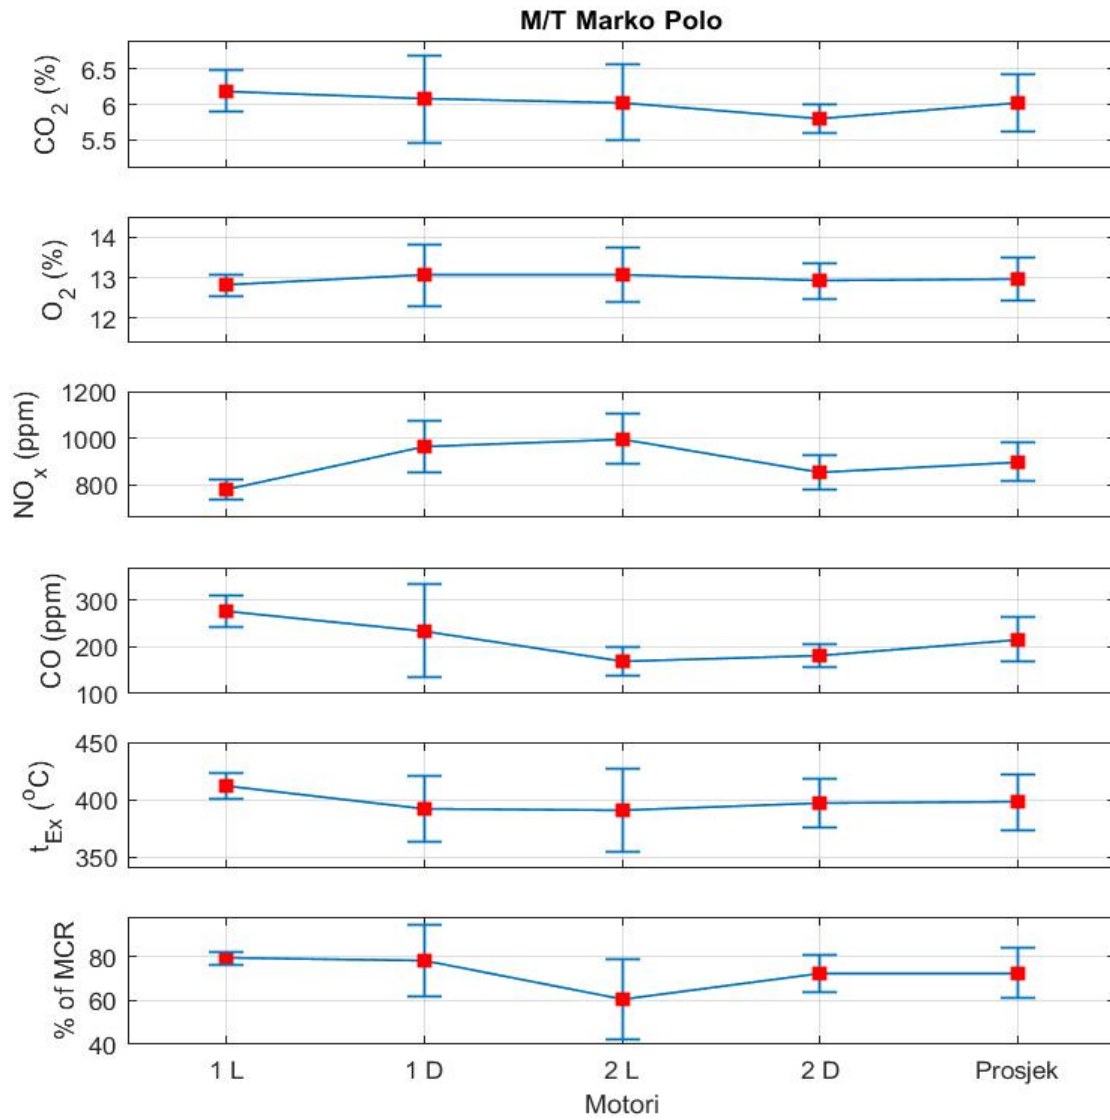 M/T Marko Polo
CO2 (%)
6.5
6
5.5
O2 (%)
14
13
12
NOx (ppm)
1200
1000
800
CO (ppm)
300
200
100
tEx (oC)
450
400
350
% of MCR
80
60
40
1 L 1 D 2 L 2 D Prosjek
Motori